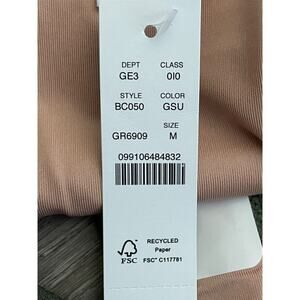 DEPT CLASS
GE3 0I0
STYLE COLOR
BC050 GSU
SIZE
GR6909 M
099106484832
RECYCLED
Paper
FSC FSC® C117781